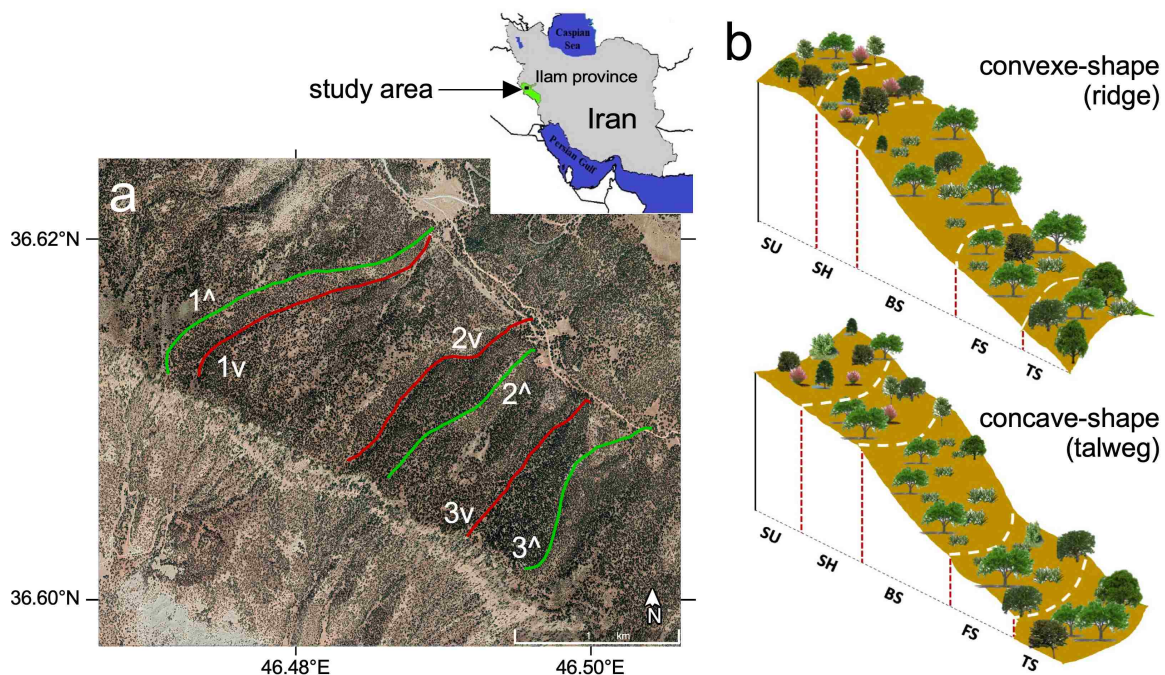 Caspian
Sea
Ilam province
study area
Iran
Persian Gulf
a
36.62°N
36.60°N
46.48°E
46.50°E
1^
1v
2v
2^
3v
3^
N
1
km
b
convexe-shape
(ridge)
SU
SH
BS
FS
TS
concave-shape
(talweg)
SU
SH
BS
FS
TS